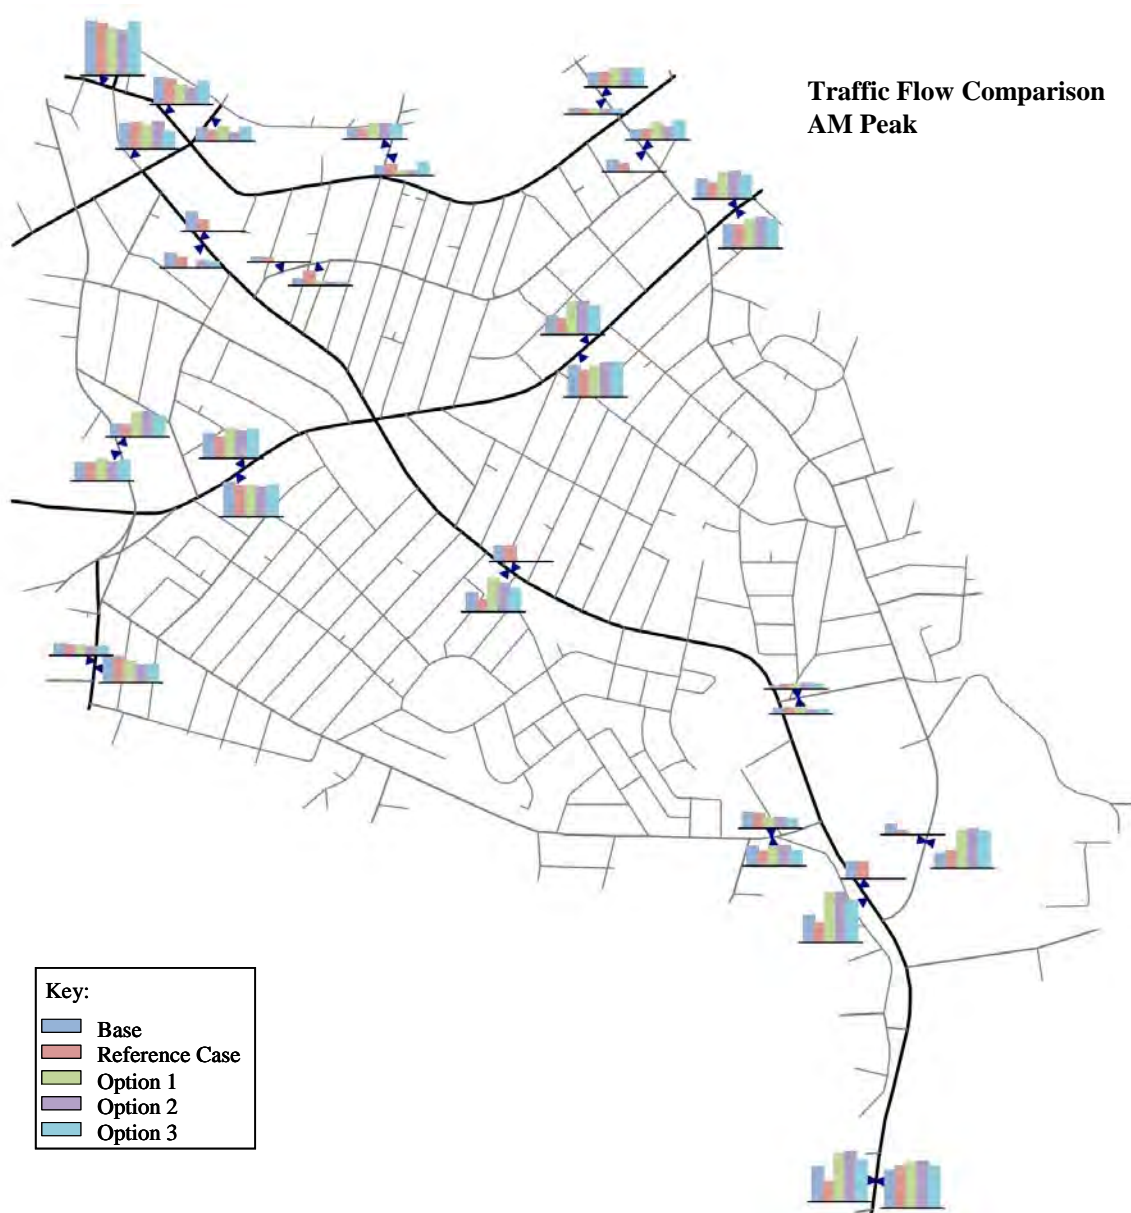 Traffic Flow Comparison
AM Peak
Key:
Base
Reference Case
Option 1
Option 2
Option 3